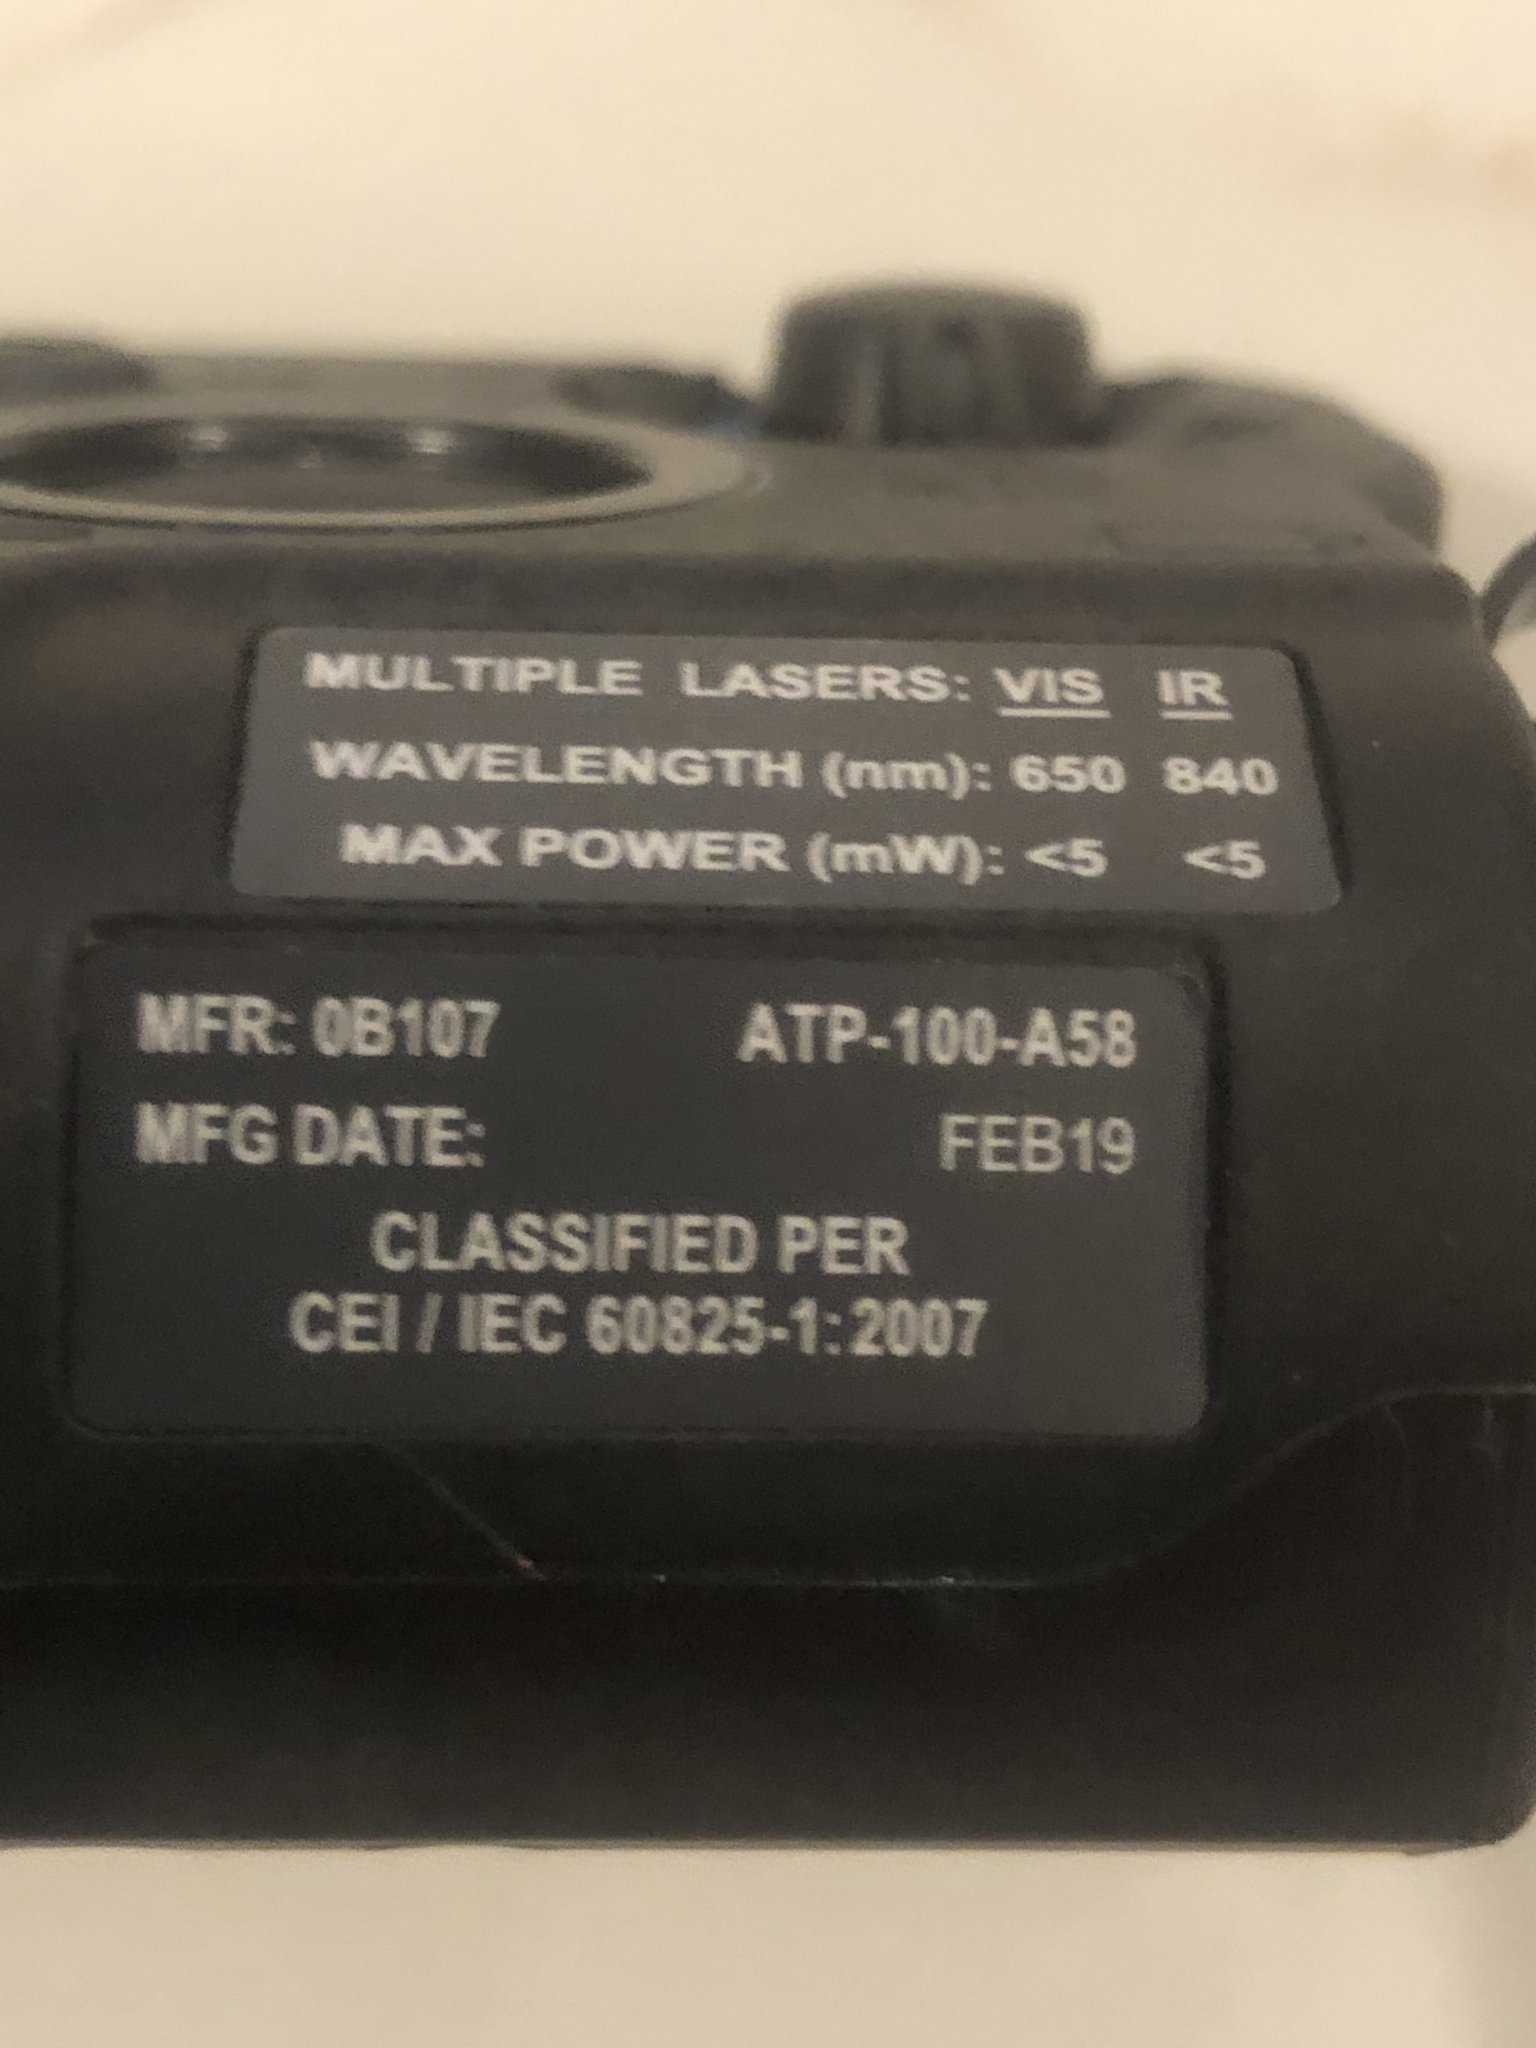 MULTIPLE LASERS: VIS IR
WAVELENGTH (nm): 650 840
MAX POWER (mW): <5 <5
MFR: 0B107 ATP-100-A58
MFG DATE: FEB19
CLASSIFIED PER
CEI / IEC 60825-1:2007